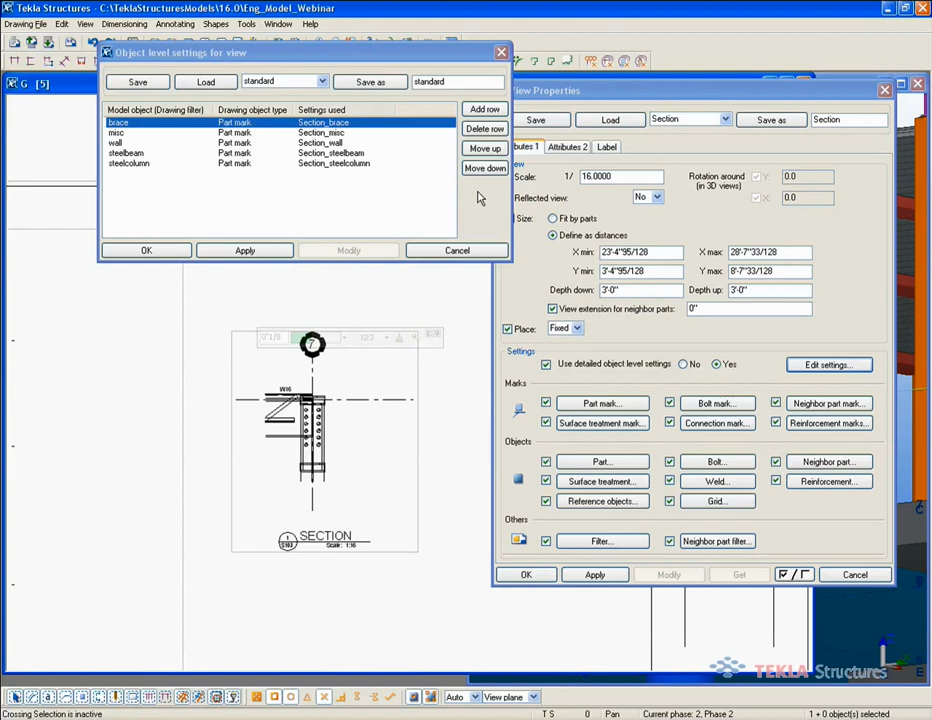 Tekla Structures - C:\TeklaStructuresModels\16.0\Eng_Model_Webinar
Drawing File Edit View Dimensioning Annotating Shapes Tools Window Help
G [5]
Object level settings for view
Save Load standard Save as standard
Model object (Drawing filter) Drawing object type Settings used
brace Part mark Section_brace
misc Part mark Section_misc
wall Part mark Section_wall
steelbeam Part mark Section_steelbeam
steelcolumn Part mark Section_steelcolumn
Add row
Delete row
Move up
Move down
OK Apply Modify Cancel
View Properties
Save Load Section Save as Section
butes 1 Attributes 2 Label
ew
Scale: 1/ 16.0000 Rotation around (in 3D views) Y: 0.0
Reflected view: No X: 0.0
Size: Fit by parts
Define as distances
X min: 23'-4"95/128 X max: 28'-7"33/128
Y min: 3'-4"95/128 Y max: 8'-7"33/128
Depth down: 3'-0" Depth up: 3'-0"
View extension for neighbor parts: 0"
Place: Fixed
Settings
Use detailed object level settings No Yes Edit settings...
Marks
Part mark... Bolt mark... Neighbor part mark...
Surface treatment mark... Connection mark... Reinforcement marks...
Objects
Part... Bolt... Neighbor part...
Surface treatment... Weld... Reinforcement...
Reference objects... Grid...
Others
Filter... Neighbor part filter...
OK Apply Modify Get Cancel
0"1/8 123
7
W16
1
S103
SECTION
Scale: 1:16
TEKLA Structures
Auto View plane
Crossing Selection is inactive T S 0 Pan Current phase: 2, Phase 2 1 + 0 object(s) selected